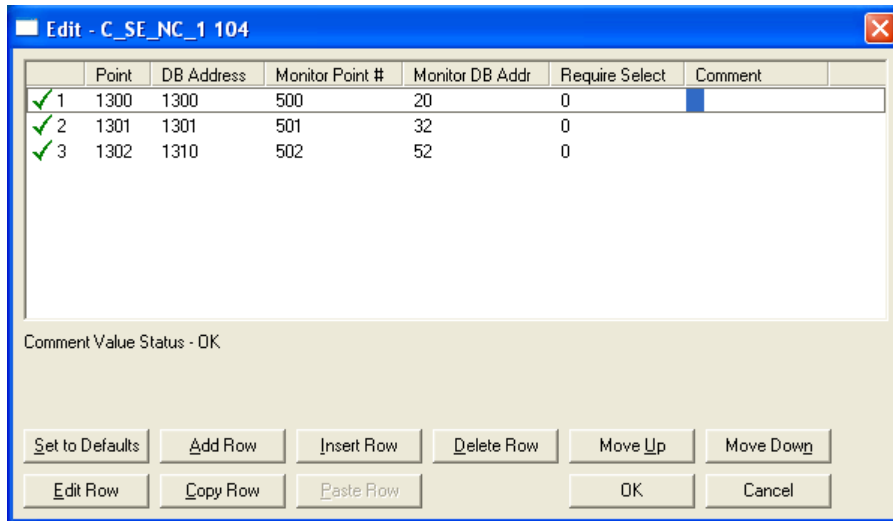 Edit - C_SE_NC_1 104
Point DB Address Monitor Point # Monitor DB Addr Require Select Comment
1 1300 1300 500 20 0
2 1301 1301 501 32 0
3 1302 1310 502 52 0
Comment Value Status - OK
Set to Defaults Add Row Insert Row Delete Row Move Up Move Down
Edit Row Copy Row Paste Row OK Cancel